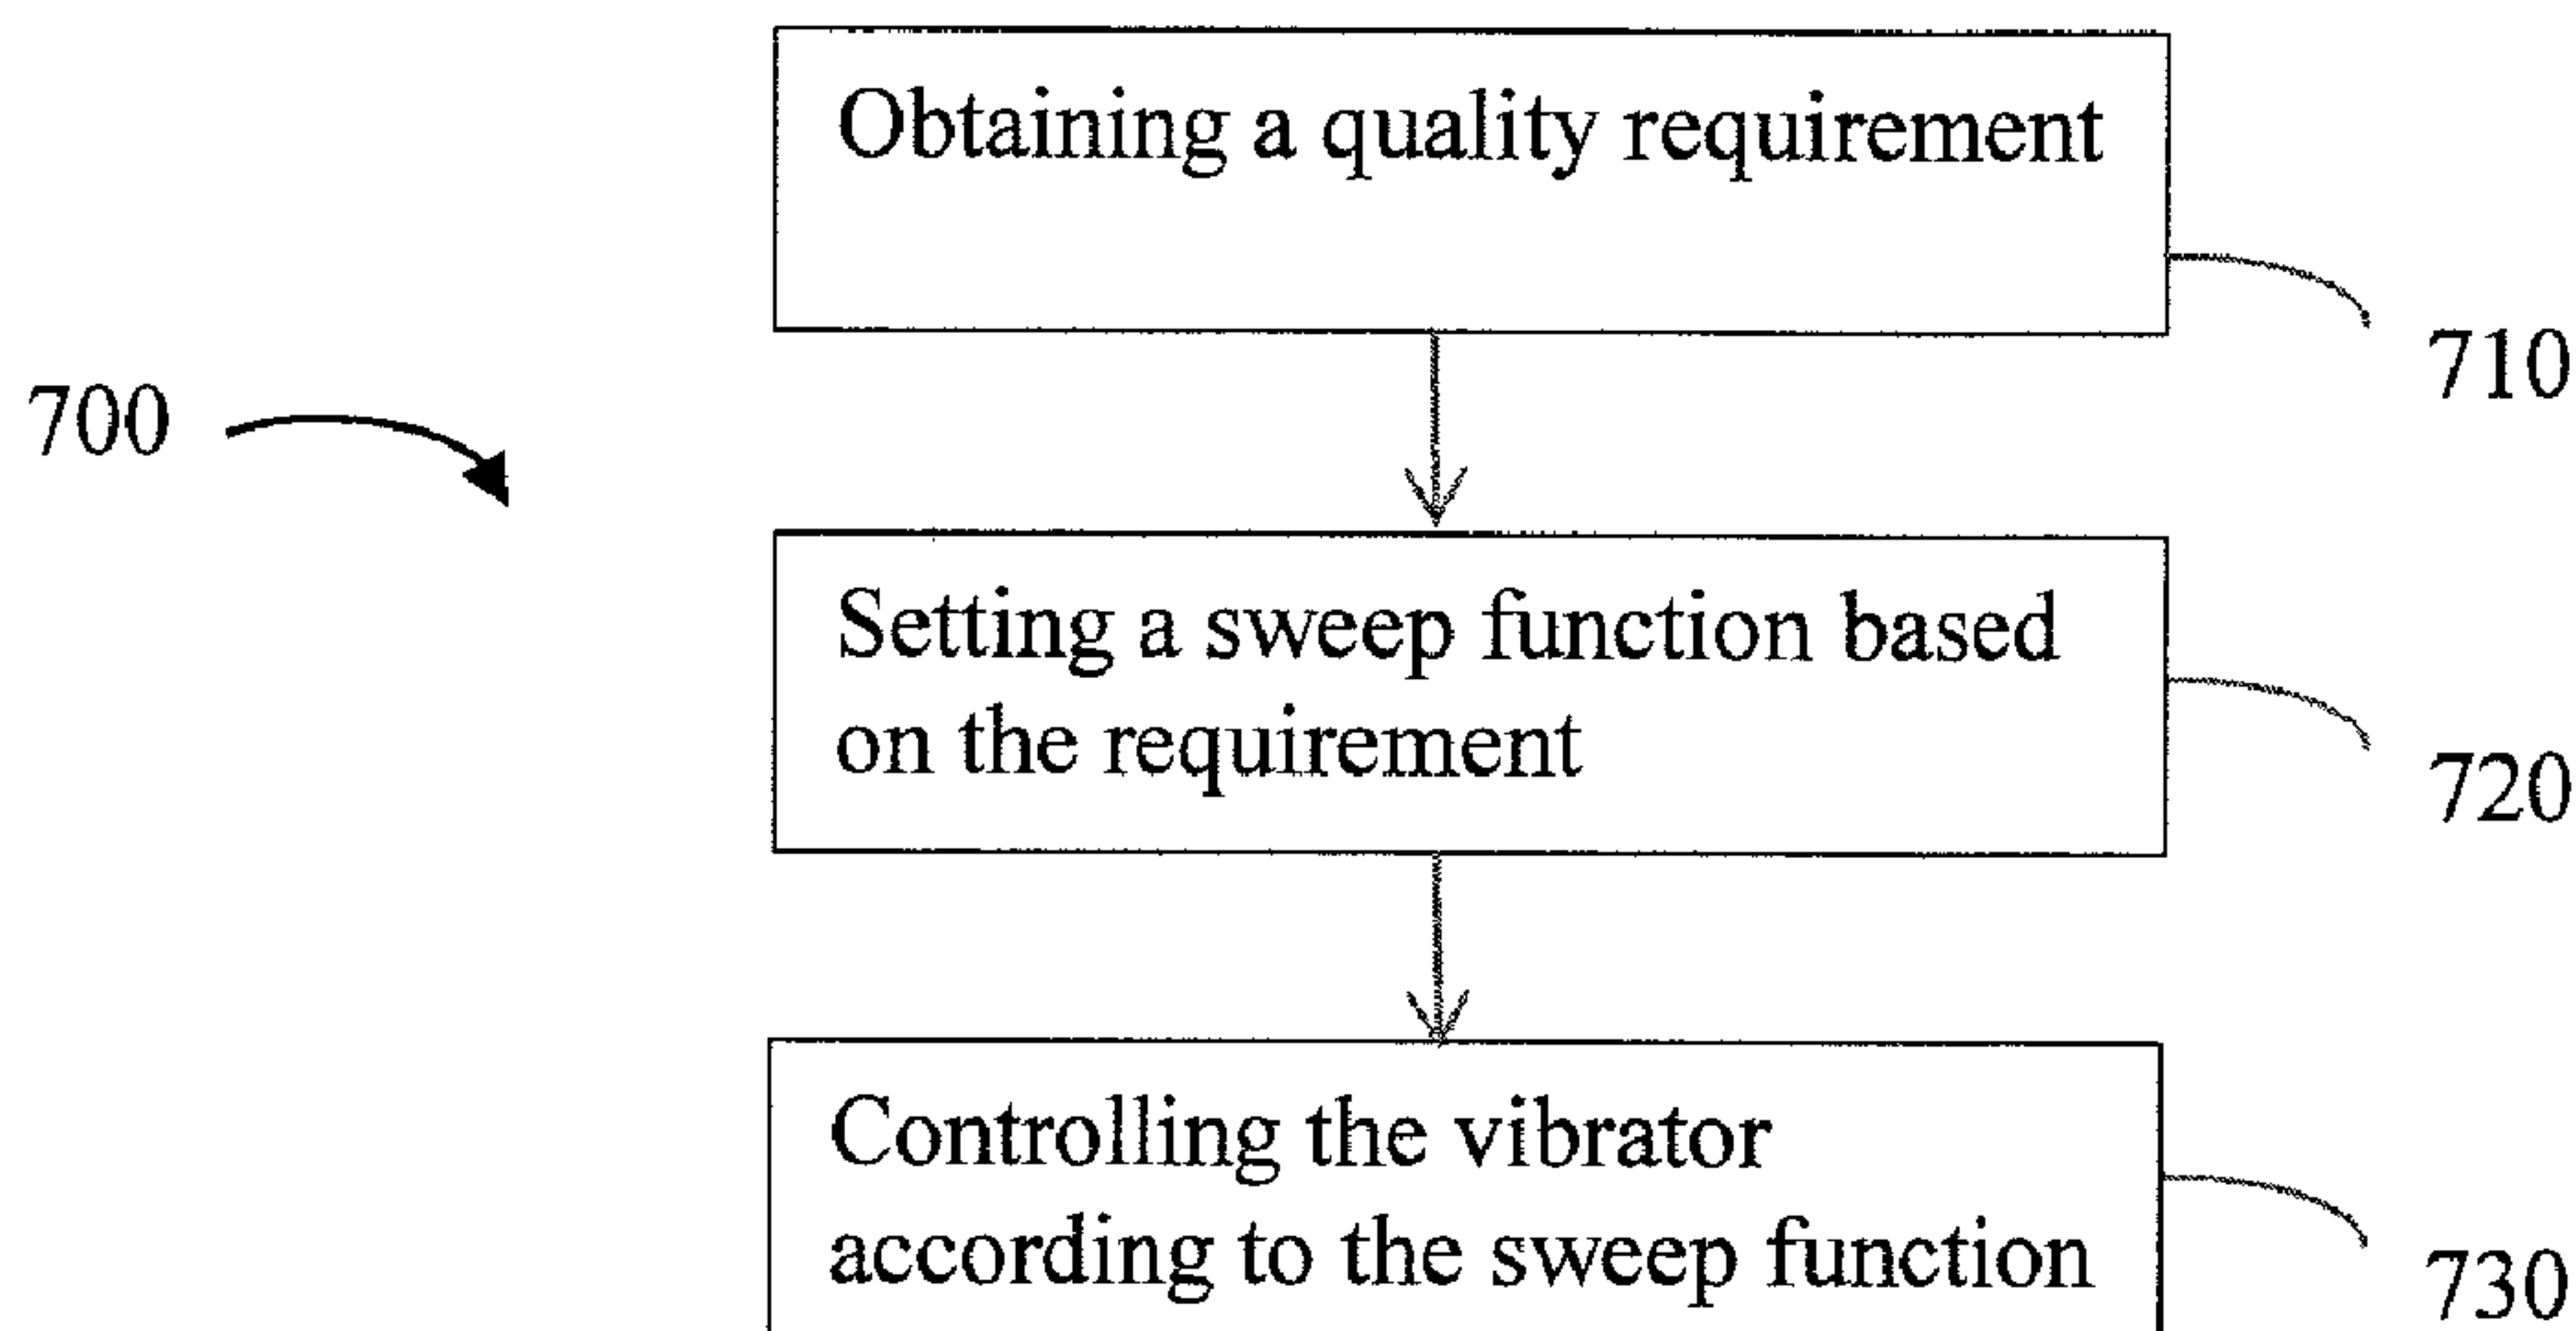 Obtaining a quality requirement
710
700
Setting a sweep function based
on the requirement
720
Controlling the vibrator
according to the sweep function
730